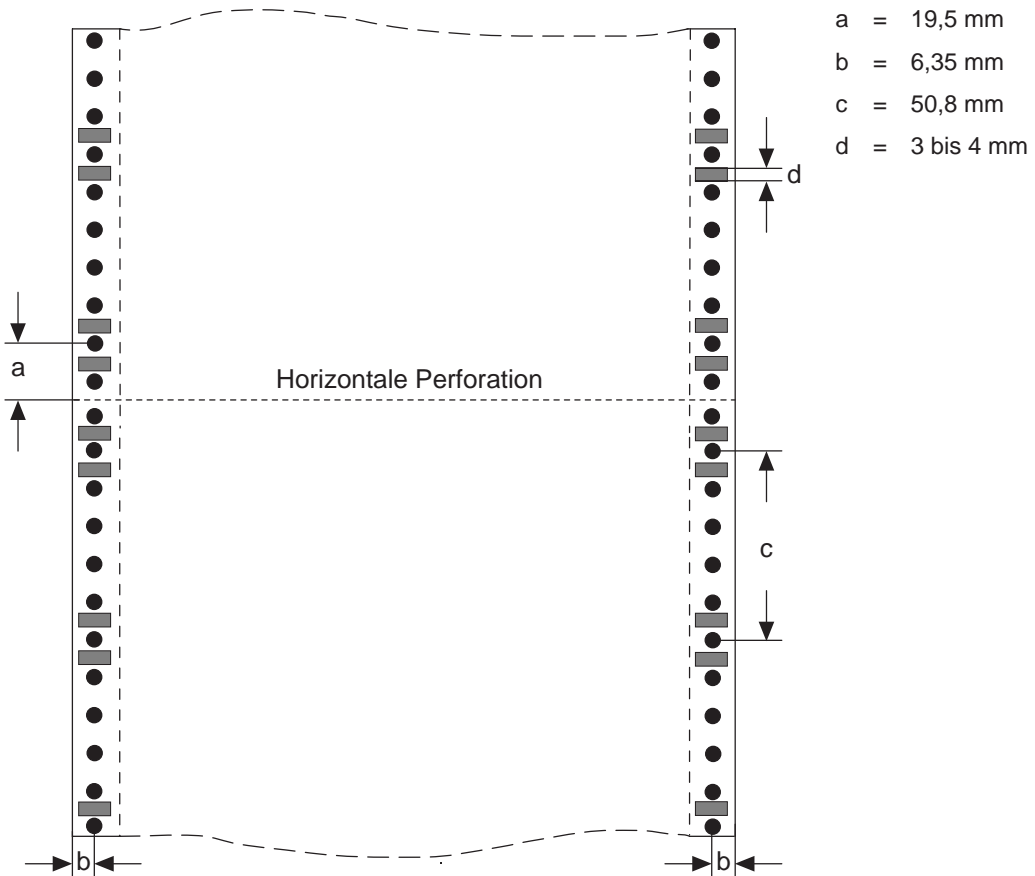 a = 19,5 mm
b = 6,35 mm
c = 50,8 mm
d = 3 bis 4 mm
d
a
Horizontale Perforation
c
b
b